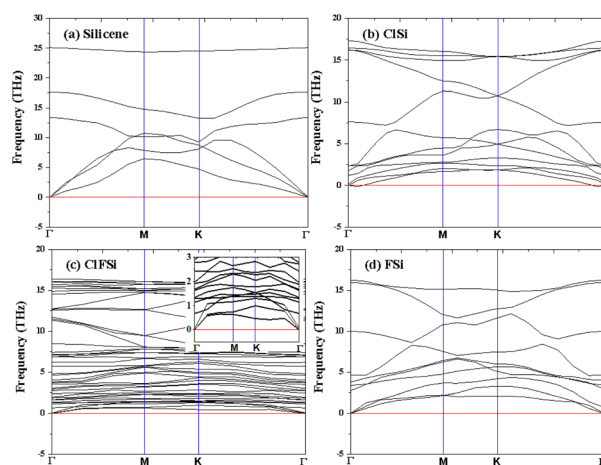 (a) Silicene
Frequency (THz)
30
25
20
15
10
5
0
-5
Γ
M
K
Γ
(b) ClSi
Frequency (THz)
20
15
10
5
0
-5
Γ
M
K
Γ
(c) ClFSi
Frequency (THz)
20
15
10
5
0
-5
Γ
M
K
Γ
3
2
1
0
Γ
M
K
Γ
(d) FSi
Frequency (THz)
20
15
10
5
0
-5
Γ
M
K
Γ